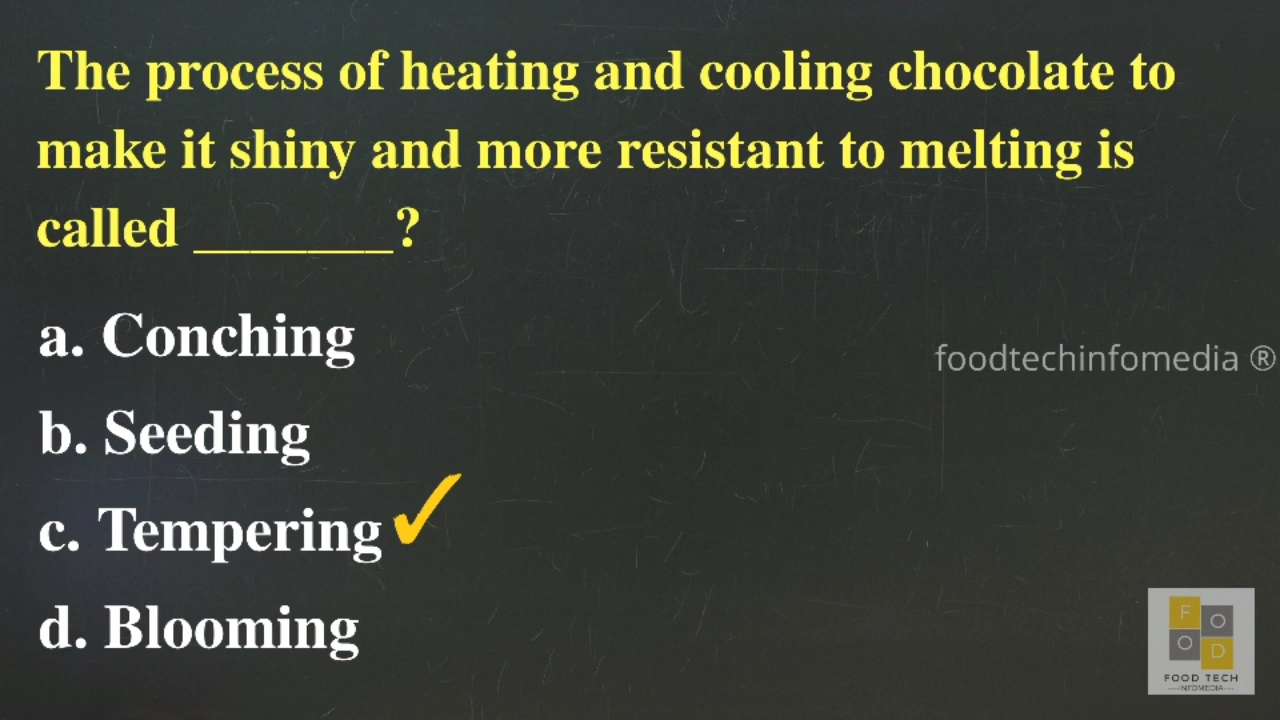 The process of heating and cooling chocolate to
make it shiny and more resistant to melting is
called _______?
a. Conching
b. Seeding
c. Tempering
d. Blooming
foodtechinfomedia ®
F O
O D
FOOD TECH
INFOMEDIA